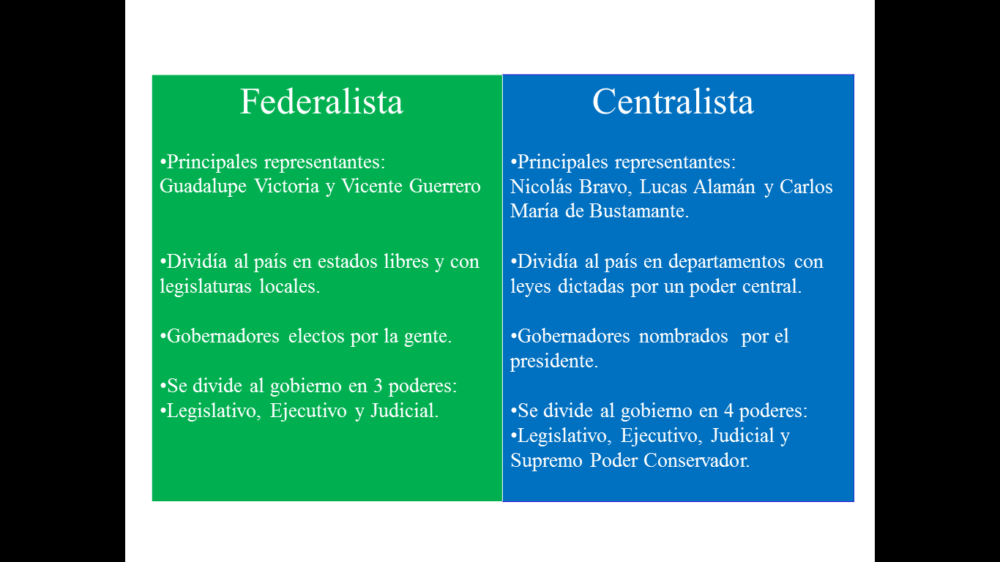 Federalista
•Principales representantes:
Guadalupe Victoria y Vicente Guerrero
•Dividía al país en estados libres y con
legislaturas locales.
•Gobernadores electos por la gente.
•Se divide al gobierno en 3 poderes:
•Legislativo, Ejecutivo y Judicial.
Centralista
•Principales representantes:
Nicolás Bravo, Lucas Alamán y Carlos
María de Bustamante.
•Dividía al país en departamentos con
leyes dictadas por un poder central.
•Gobernadores nombrados por el
presidente.
•Se divide al gobierno en 4 poderes:
•Legislativo, Ejecutivo, Judicial y
Supremo Poder Conservador.